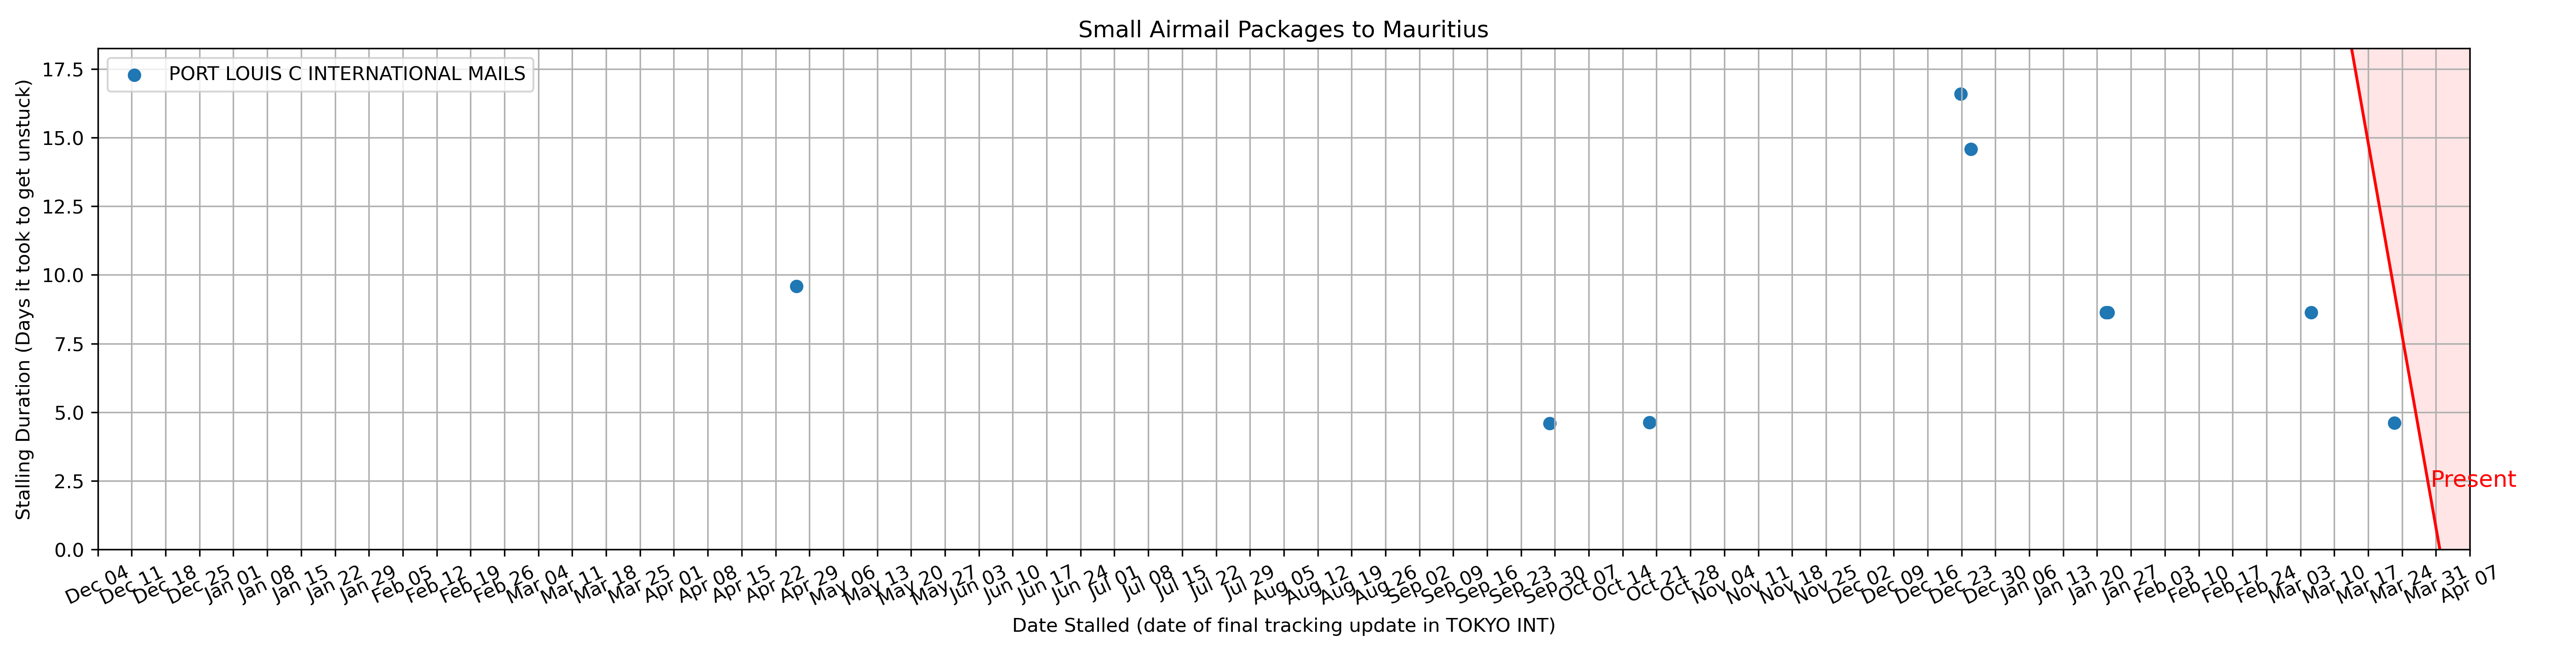 Small Airmail Packages to Mauritius
PORT LOUIS C INTERNATIONAL MAILS
Stalling Duration (Days it took to get unstuck)
17.5
15.0
12.5
10.0
7.5
5.0
2.5
0.0
Present
Dec 04
Dec 11
Dec 18
Dec 25
Jan 01
Jan 08
Jan 15
Jan 22
Jan 29
Feb 05
Feb 12
Feb 19
Feb 26
Mar 04
Mar 11
Mar 18
Mar 25
Apr 01
Apr 08
Apr 15
Apr 22
Apr 29
May 06
May 13
May 20
May 27
Jun 03
Jun 10
Jun 17
Jun 24
Jul 01
Jul 08
Jul 15
Jul 22
Jul 29
Aug 05
Aug 12
Aug 19
Aug 26
Sep 02
Sep 09
Sep 16
Sep 23
Sep 30
Oct 07
Oct 14
Oct 21
Oct 28
Nov 04
Nov 11
Nov 18
Nov 25
Dec 02
Dec 09
Dec 16
Dec 23
Dec 30
Jan 06
Jan 13
Jan 20
Jan 27
Feb 03
Feb 10
Feb 17
Feb 24
Mar 03
Mar 10
Mar 17
Mar 24
Mar 31
Apr 07
Date Stalled (date of final tracking update in TOKYO INT)